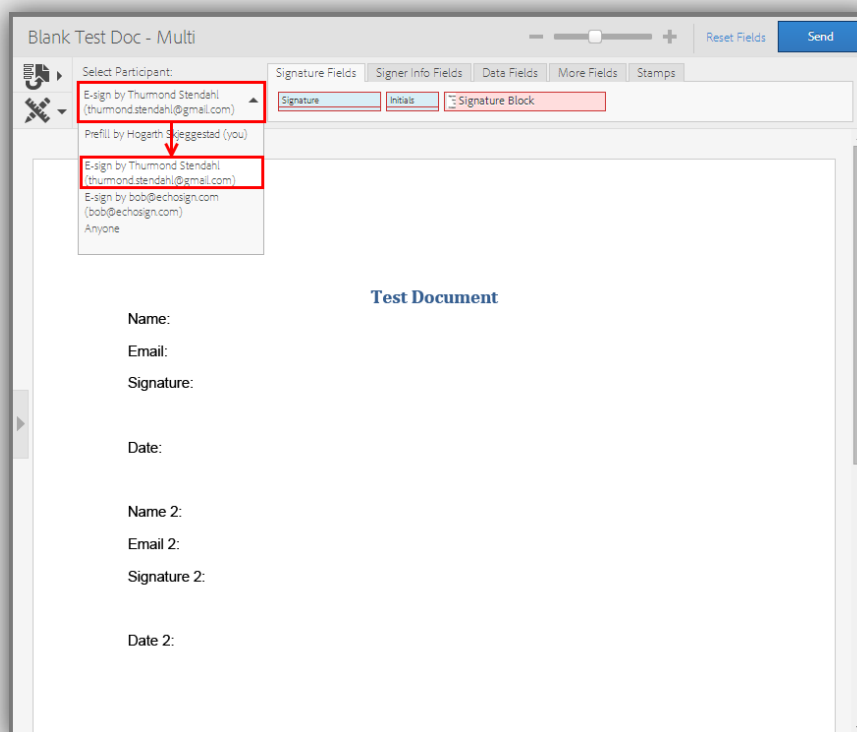 Blank Test Doc - Multi
Reset Fields
Send
Select Participant:
Signature Fields
Signer Info Fields
Data Fields
More Fields
Stamps
E-sign by Thurmond Stendahl
(thurmond.stendahl@gmail.com)
Signature
Initials
Signature Block
Prefill by Hogarth Skjeggestad (you)
E-sign by Thurmond Stendahl
(thurmond.stendahl@gmail.com)
E-sign by bob@echosign.com
(bob@echosign.com)
Anyone
Test Document
Name:
Email:
Signature:
Date:
Name 2:
Email 2:
Signature 2:
Date 2: